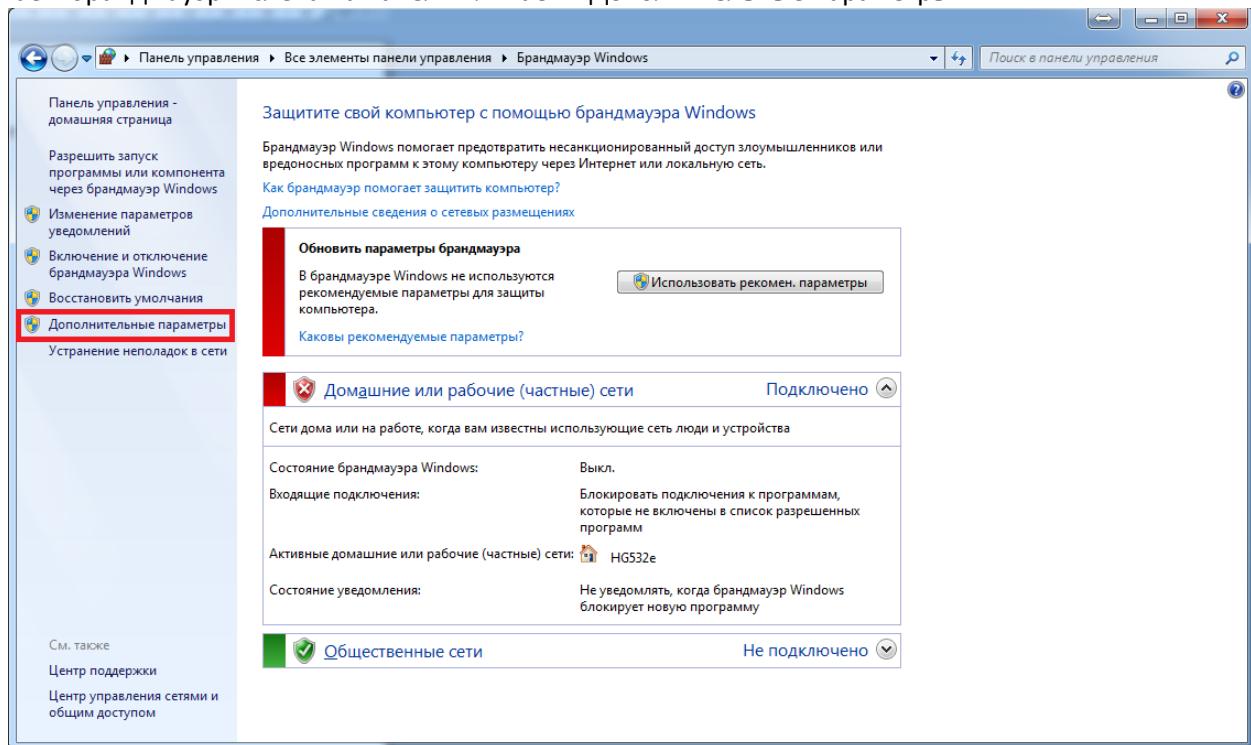 Панель управления ▸ Все элементы панели управления ▸ Брандмауэр Windows
Поиск в панели управления
Панель управления -
домашняя страница
Разрешить запуск
программы или компонента
через брандмауэр Windows
Изменение параметров
уведомлений
Включение и отключение
брандмауэра Windows
Восстановить умолчания
Дополнительные параметры
Устранение неполадок в сети
См. также
Центр поддержки
Центр управления сетями и
общим доступом
Защитите свой компьютер с помощью брандмауэра Windows
Брандмауэр Windows помогает предотвратить несанкционированный доступ злоумышленников или
вредоносных программ к этому компьютеру через Интернет или локальную сеть.
Как брандмауэр помогает защитить компьютер?
Дополнительные сведения о сетевых размещениях
Обновить параметры брандмауэра
В брандмауэре Windows не используются
рекомендуемые параметры для защиты
компьютера.
Использовать рекомен. параметры
Каковы рекомендуемые параметры?
Домашние или рабочие (частные) сети Подключено
Сети дома или на работе, когда вам известны использующие сеть люди и устройства
Состояние брандмауэра Windows: Выкл.
Входящие подключения: Блокировать подключения к программам,
которые не включены в список разрешенных
программ
Активные домашние или рабочие (частные) сети: HG532e
Состояние уведомления: Не уведомлять, когда брандмауэр Windows
блокирует новую программу
Общественные сети Не подключено